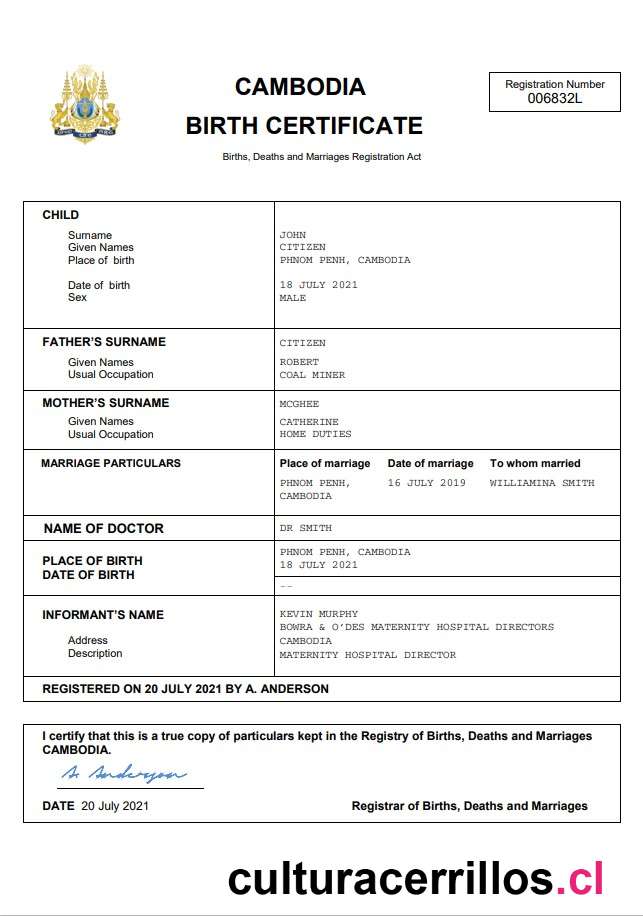 CAMBODIA
BIRTH CERTIFICATE
Births, Deaths and Marriages Registration Act
Registration Number
006832L
CHILD
Surname JOHN
Given Names CITIZEN
Place of birth PHNOM PENH, CAMBODIA
Date of birth 18 JULY 2021
Sex MALE
FATHER'S SURNAME CITIZEN
Given Names ROBERT
Usual Occupation COAL MINER
MOTHER'S SURNAME MCGHEE
Given Names CATHERINE
Usual Occupation HOME DUTIES
MARRIAGE PARTICULARS Place of marriage Date of marriage To whom married
PHNOM PENH, 16 JULY 2019 WILLIAMINA SMITH
CAMBODIA
NAME OF DOCTOR DR SMITH
PLACE OF BIRTH PHNOM PENH, CAMBODIA
DATE OF BIRTH 18 JULY 2021
--
INFORMANT'S NAME KEVIN MURPHY
BOWRA & O'DES MATERNITY HOSPITAL DIRECTORS
Address CAMBODIA
Description MATERNITY HOSPITAL DIRECTOR
REGISTERED ON 20 JULY 2021 BY A. ANDERSON
I certify that this is a true copy of particulars kept in the Registry of Births, Deaths and Marriages
CAMBODIA.
A. Anderson
DATE 20 July 2021 Registrar of Births, Deaths and Marriages
culturacerrillos.cl